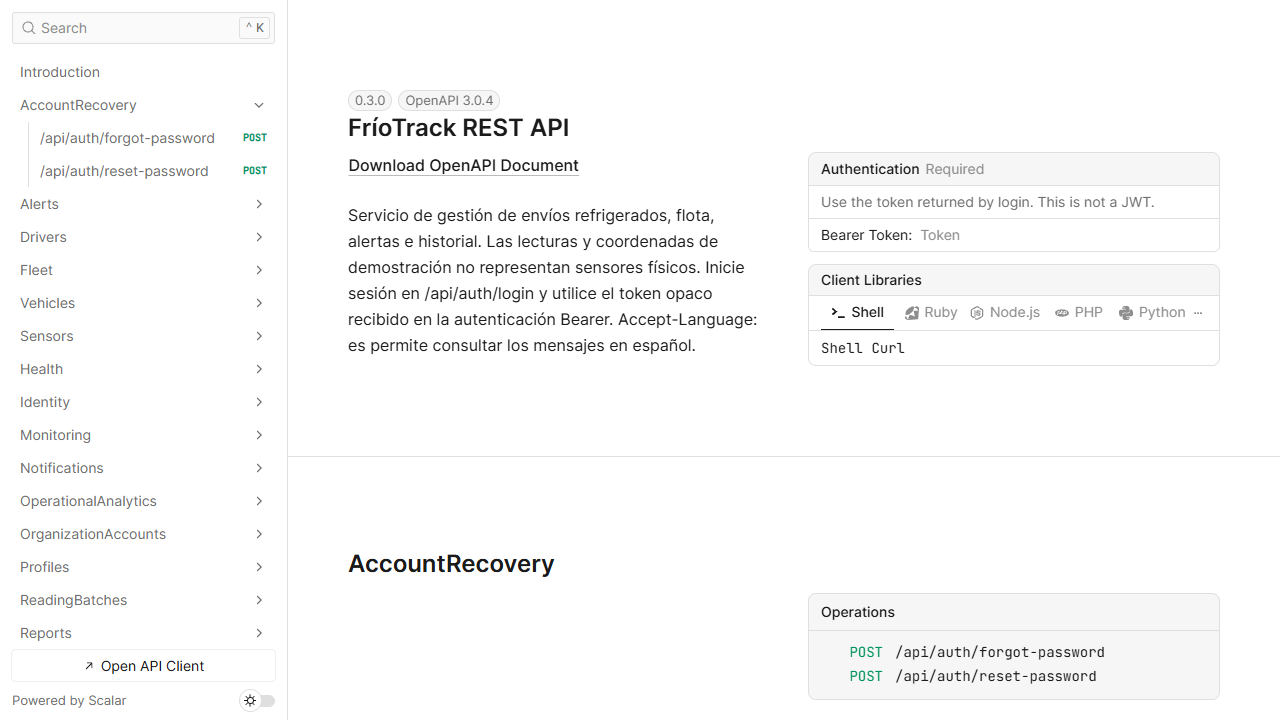 Search
^ K
Introduction
AccountRecovery
/api/auth/forgot-password POST
/api/auth/reset-password POST
Alerts
Drivers
Fleet
Vehicles
Sensors
Health
Identity
Monitoring
Notifications
OperationalAnalytics
OrganizationAccounts
Profiles
ReadingBatches
Reports
Open API Client
Powered by Scalar
0.3.0 OpenAPI 3.0.4
FríoTrack REST API
Download OpenAPI Document
Servicio de gestión de envíos refrigerados, flota,
alertas e historial. Las lecturas y coordenadas de
demostración no representan sensores físicos. Inicie
sesión en /api/auth/login y utilice el token opaco
recibido en la autenticación Bearer. Accept-Language:
es permite consultar los mensajes en español.
Authentication Required
Use the token returned by login. This is not a JWT.
Bearer Token: Token
Client Libraries
Shell Ruby Node.js PHP Python ···
Shell Curl
AccountRecovery
Operations
POST /api/auth/forgot-password
POST /api/auth/reset-password